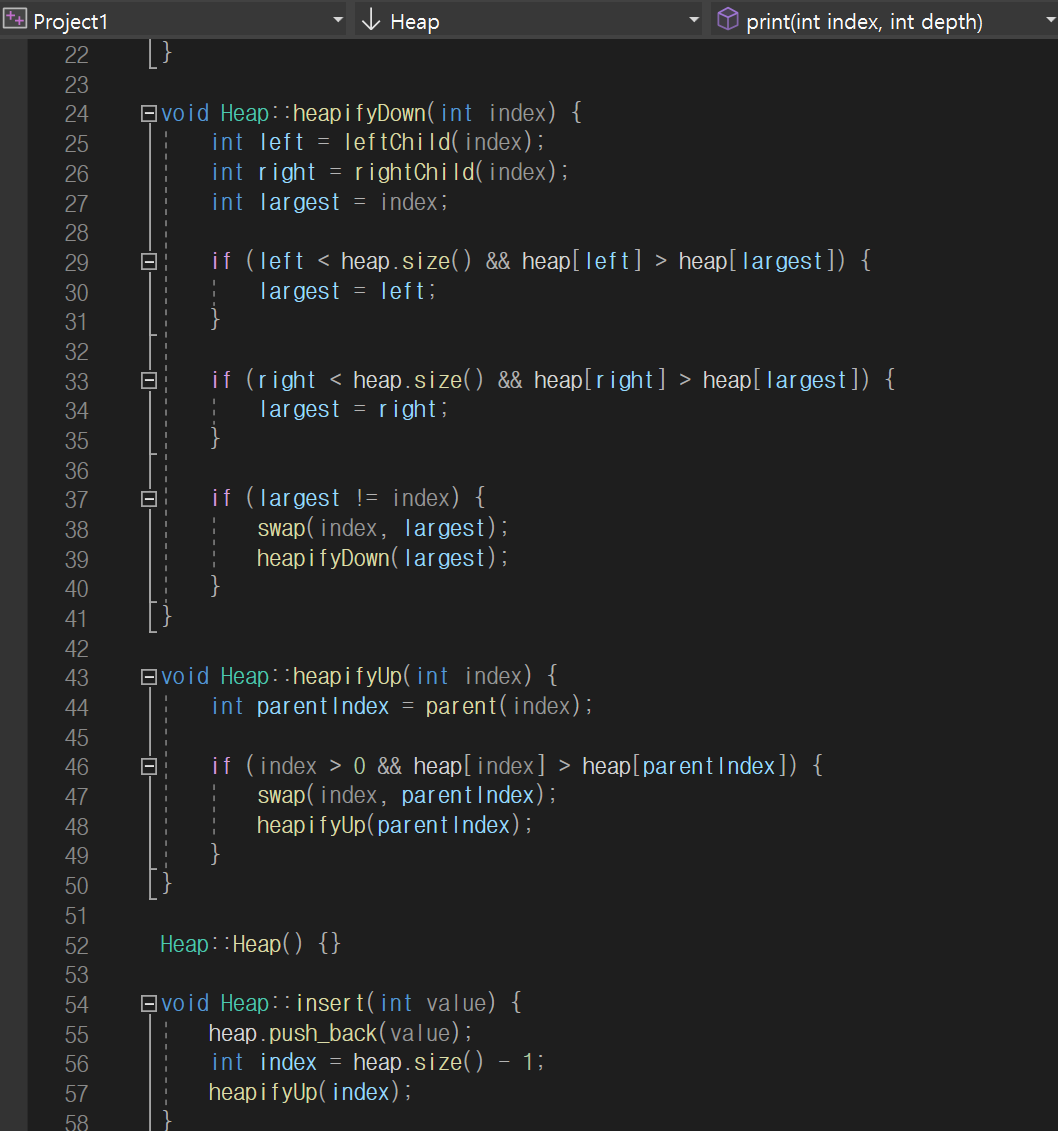 Project1 Heap print(int index, int depth)
22 }
23
24 void Heap::heapifyDown(int index) {
25 int left = leftChild(index);
26 int right = rightChild(index);
27 int largest = index;
28
29 if (left < heap.size() && heap[left] > heap[largest]) {
30 largest = left;
31 }
32
33 if (right < heap.size() && heap[right] > heap[largest]) {
34 largest = right;
35 }
36
37 if (largest != index) {
38 swap(index, largest);
39 heapifyDown(largest);
40 }
41 }
42
43 void Heap::heapifyUp(int index) {
44 int parentIndex = parent(index);
45
46 if (index > 0 && heap[index] > heap[parentIndex]) {
47 swap(index, parentIndex);
48 heapifyUp(parentIndex);
49 }
50 }
51
52 Heap::Heap() {}
53
54 void Heap::insert(int value) {
55 heap.push_back(value);
56 int index = heap.size() - 1;
57 heapifyUp(index);
58 }